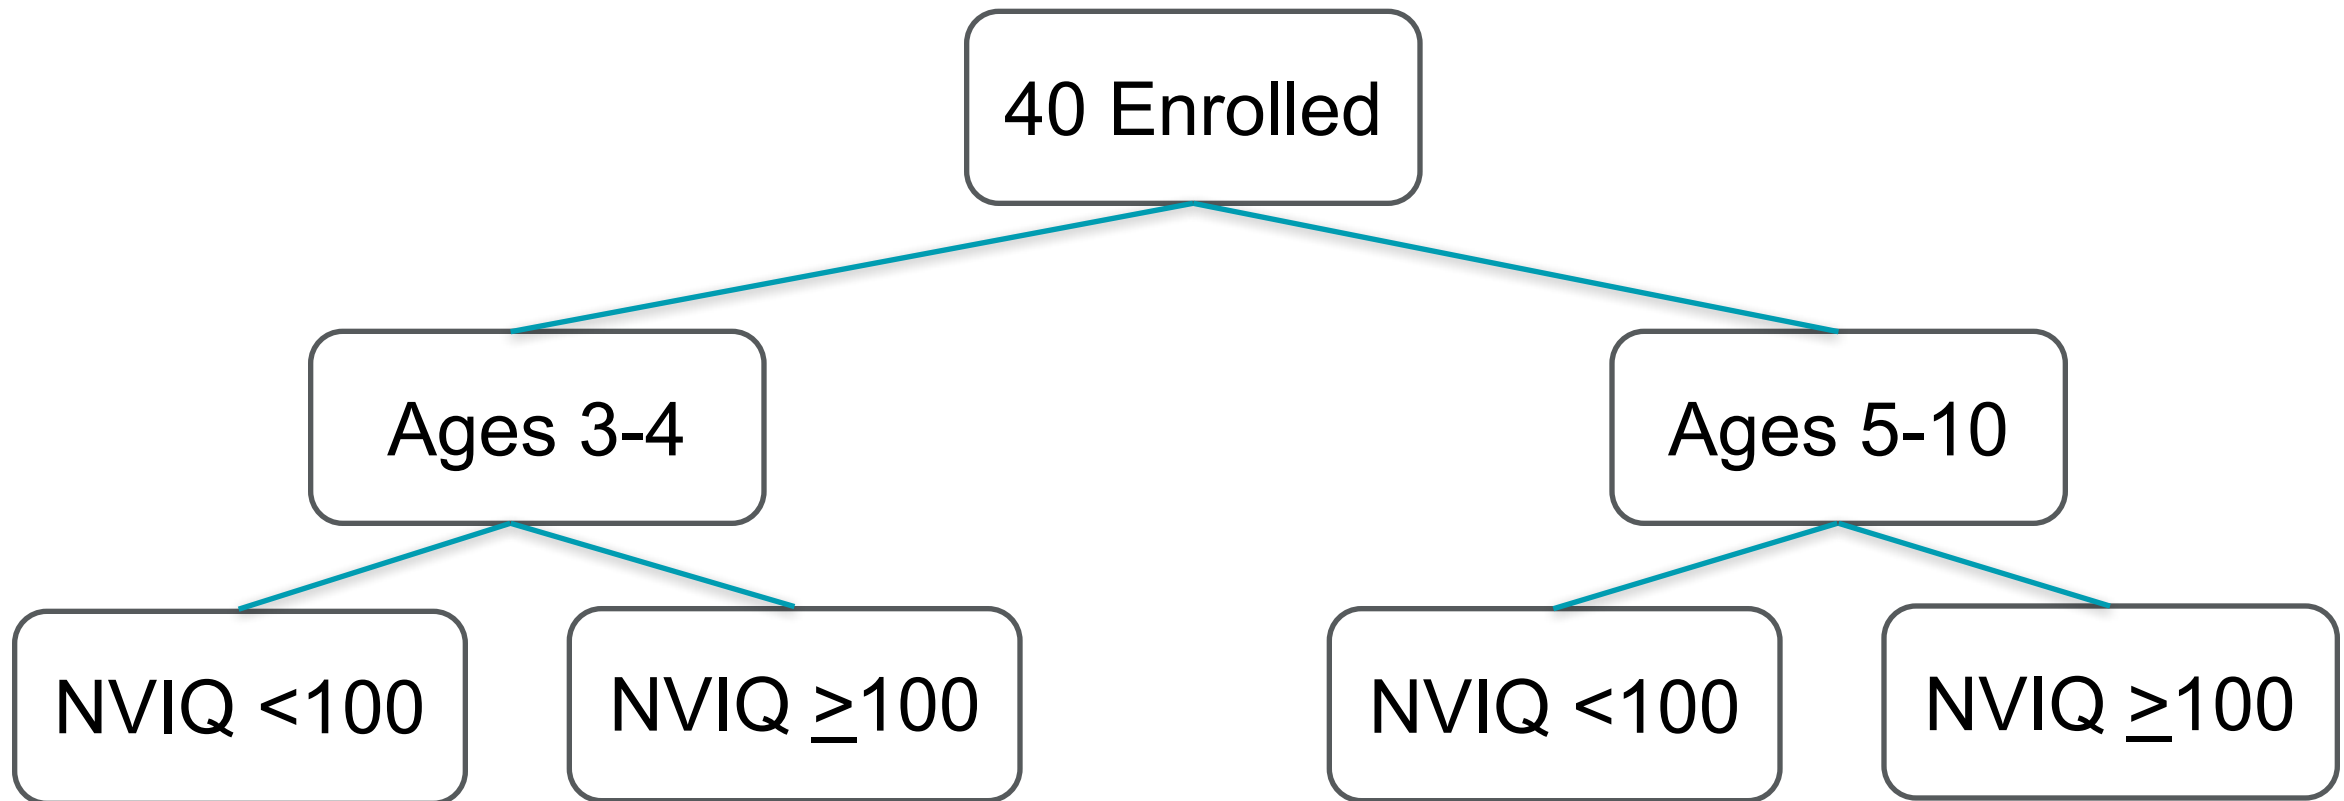 40 Enrolled
Ages 3-4
Ages 5-10
NVIQ <100
NVIQ ≥100
NVIQ <100
NVIQ ≥100